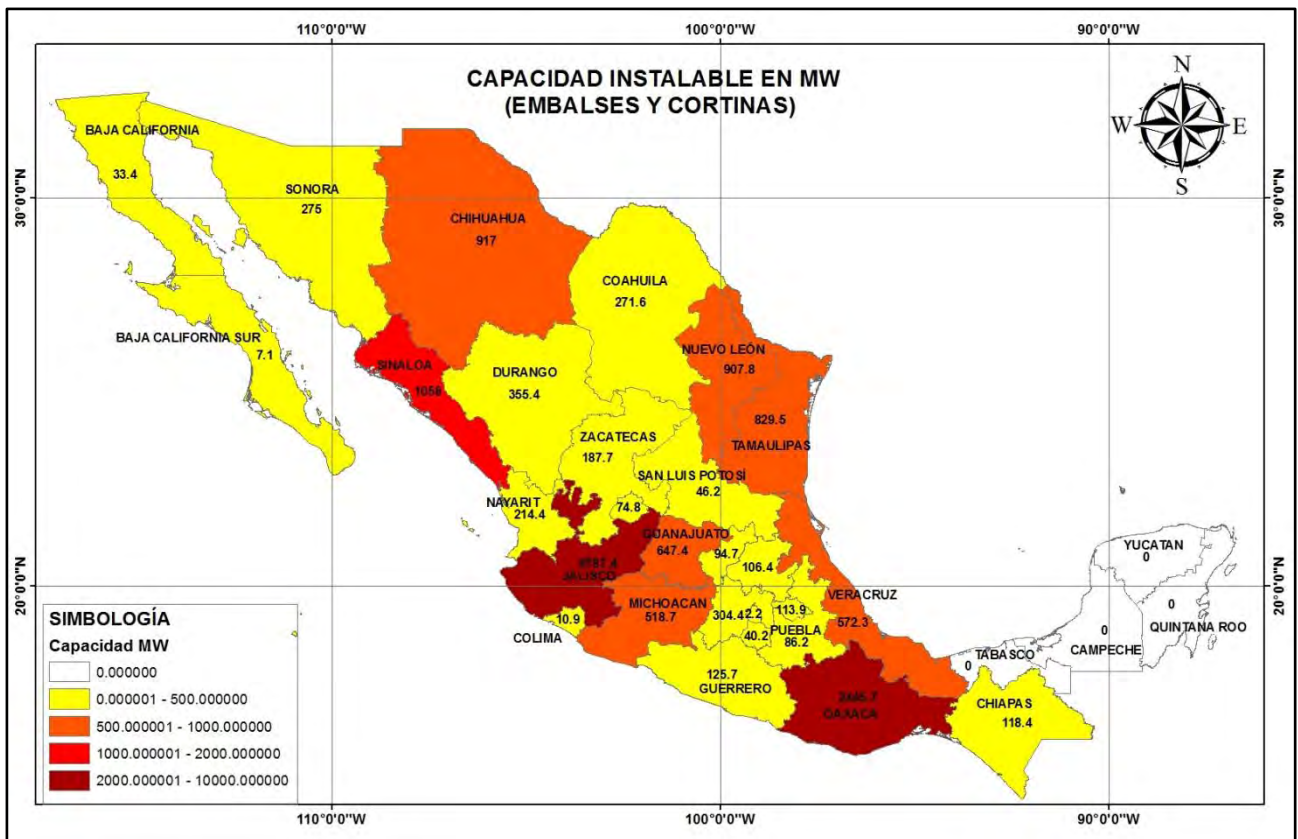 110°0'0"W
100°0'0"W
90°0'0"W
CAPACIDAD INSTALABLE EN MW
(EMBALSES Y CORTINAS)
N
W
E
S
30°0'0"N
30°0'0"N
20°0'0"N
20°0'0"N
BAJA CALIFORNIA
33.4
SONORA
275
CHIHUAHUA
917
COAHUILA
271.6
BAJA CALIFORNIA SUR
7.1
SINALOA
1058
DURANGO
355.4
NUEVO LEÓN
907.8
829.5
TAMAULIPAS
ZACATECAS
187.7
SAN LUIS POTOSÍ
46.2
NAYARIT
214.4
74.8
GUANAJUATO
647.4
94.7
106.4
JALISCO
MICHOACAN
518.7
10.9
COLIMA
304.4
2.2
113.9
40.2
PUEBLA
86.2
VERACRUZ
572.3
125.7
GUERRERO
OAXACA
TABASCO
0
CHIAPAS
118.4
YUCATAN
0
0
QUINTANA ROO
0
CAMPECHE
SIMBOLOGÍA
Capacidad MW
0.000000
0.000001 - 500.000000
500.000001 - 1000.000000
1000.000001 - 2000.000000
2000.000001 - 10000.000000
110°0'0"W
100°0'0"W
90°0'0"W